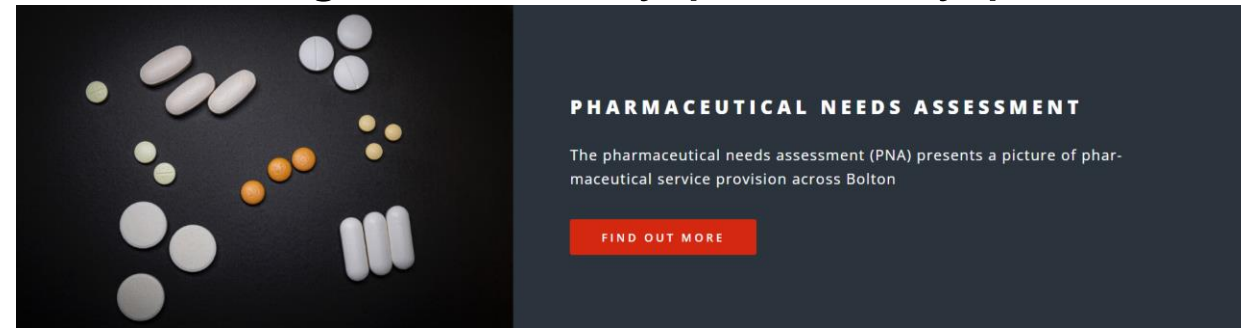 PHARMACEUTICAL NEEDS ASSESSMENT
The pharmaceutical needs assessment (PNA) presents a picture of phar-
maceutical service provision across Bolton
FIND OUT MORE